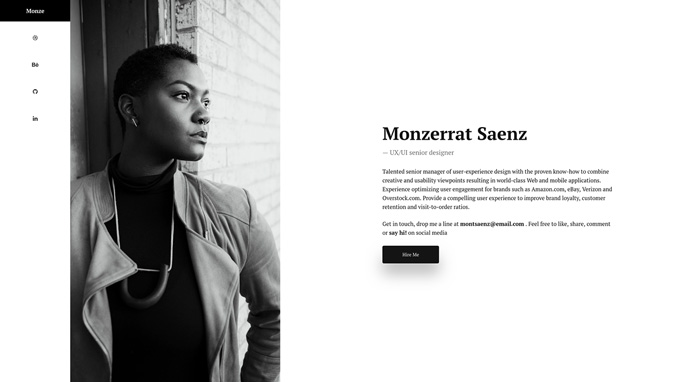 Monze
Bē
in
Monzerrat Saenz
— UX/UI senior designer
Talented senior manager of user-experience design with the proven know-how to combine
creative and usability viewpoints resulting in world-class Web and mobile applications.
Experience optimizing user engagement for brands such as Amazon.com, eBay, Verizon and
Overstock.com. Provide a compelling user experience to improve brand loyalty, customer
retention and visit-to-order ratios.
Get in touch, drop me a line at montsaenz@email.com . Feel free to like, share, comment
or say hi! on social media
Hire Me